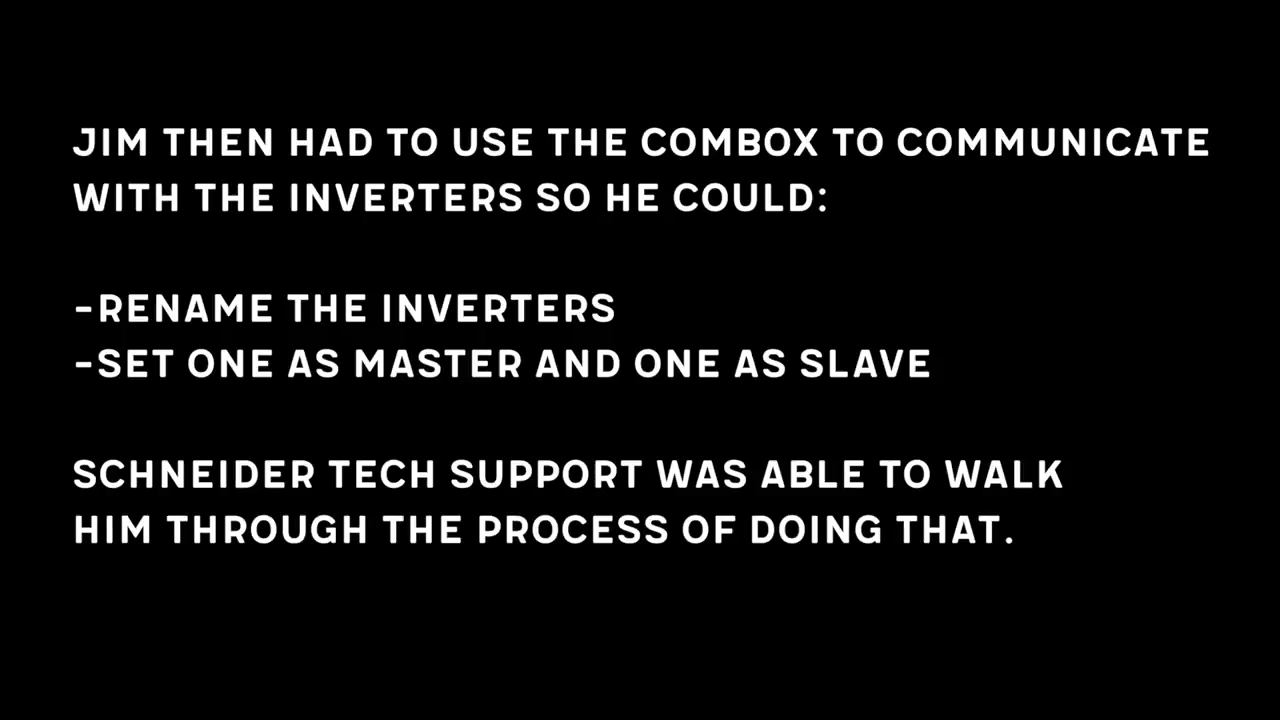 JIM THEN HAD TO USE THE COMBOX TO COMMUNICATE
WITH THE INVERTERS SO HE COULD:
-RENAME THE INVERTERS
-SET ONE AS MASTER AND ONE AS SLAVE
SCHNEIDER TECH SUPPORT WAS ABLE TO WALK
HIM THROUGH THE PROCESS OF DOING THAT.